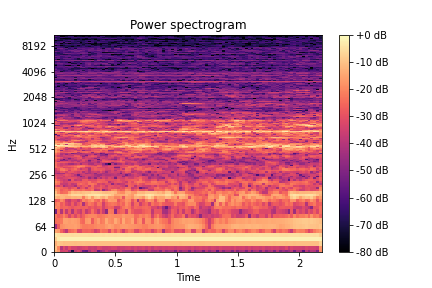 Power spectrogram
Hz
8192
4096
2048
1024
512
256
128
64
0
0 0.5 1 1.5 2
Time
+0 dB
-10 dB
-20 dB
-30 dB
-40 dB
-50 dB
-60 dB
-70 dB
-80 dB